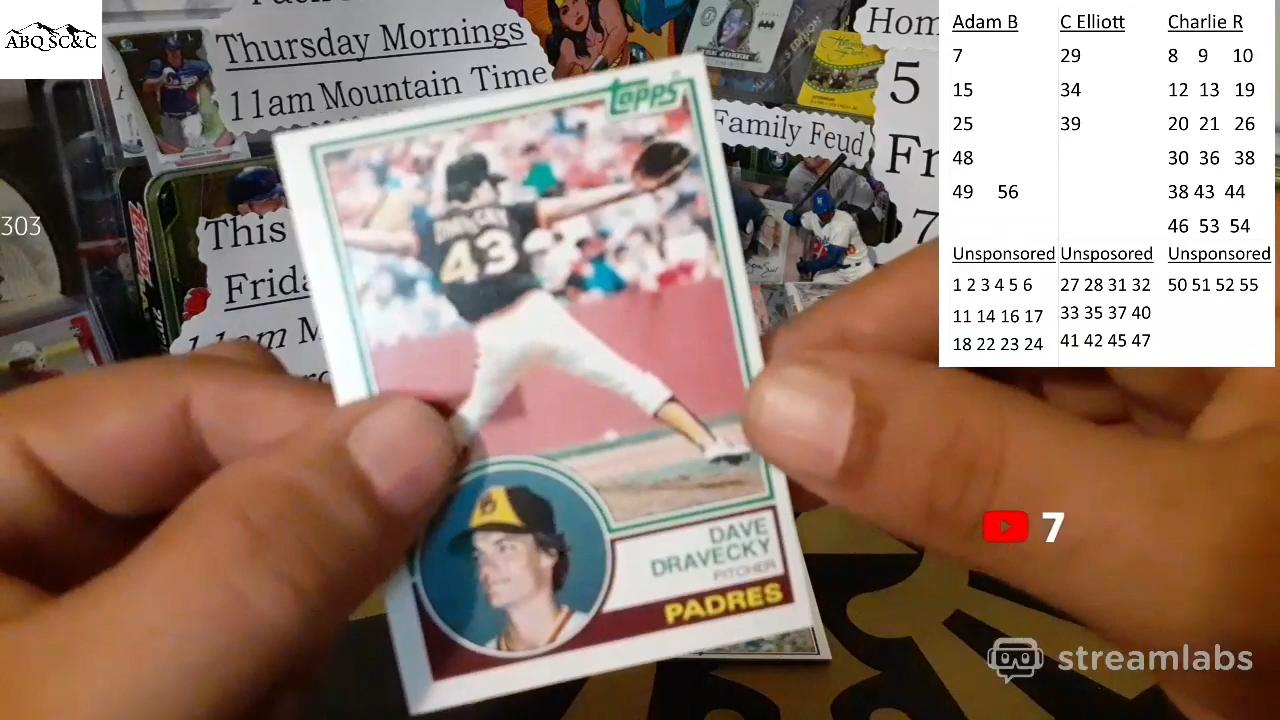 ABQ SC&C
Thursday Mornings
11am Mountain Time
Family Feud
Hom
5
Fr
7
303
This
Frida
11am M
topps
DRAVECKY
43
DAVE
DRAVECKY
PITCHER
PADRES
Adam B C Elliott Charlie R
7 29 8 9 10
15 34 12 13 19
25 39 20 21 26
48 30 36 38
49 56 38 43 44
46 53 54
Unsponsored Unsposored Unsponsored
1 2 3 4 5 6 27 28 31 32 50 51 52 55
11 14 16 17 33 35 37 40
18 22 23 24 41 42 45 47
7
streamlabs